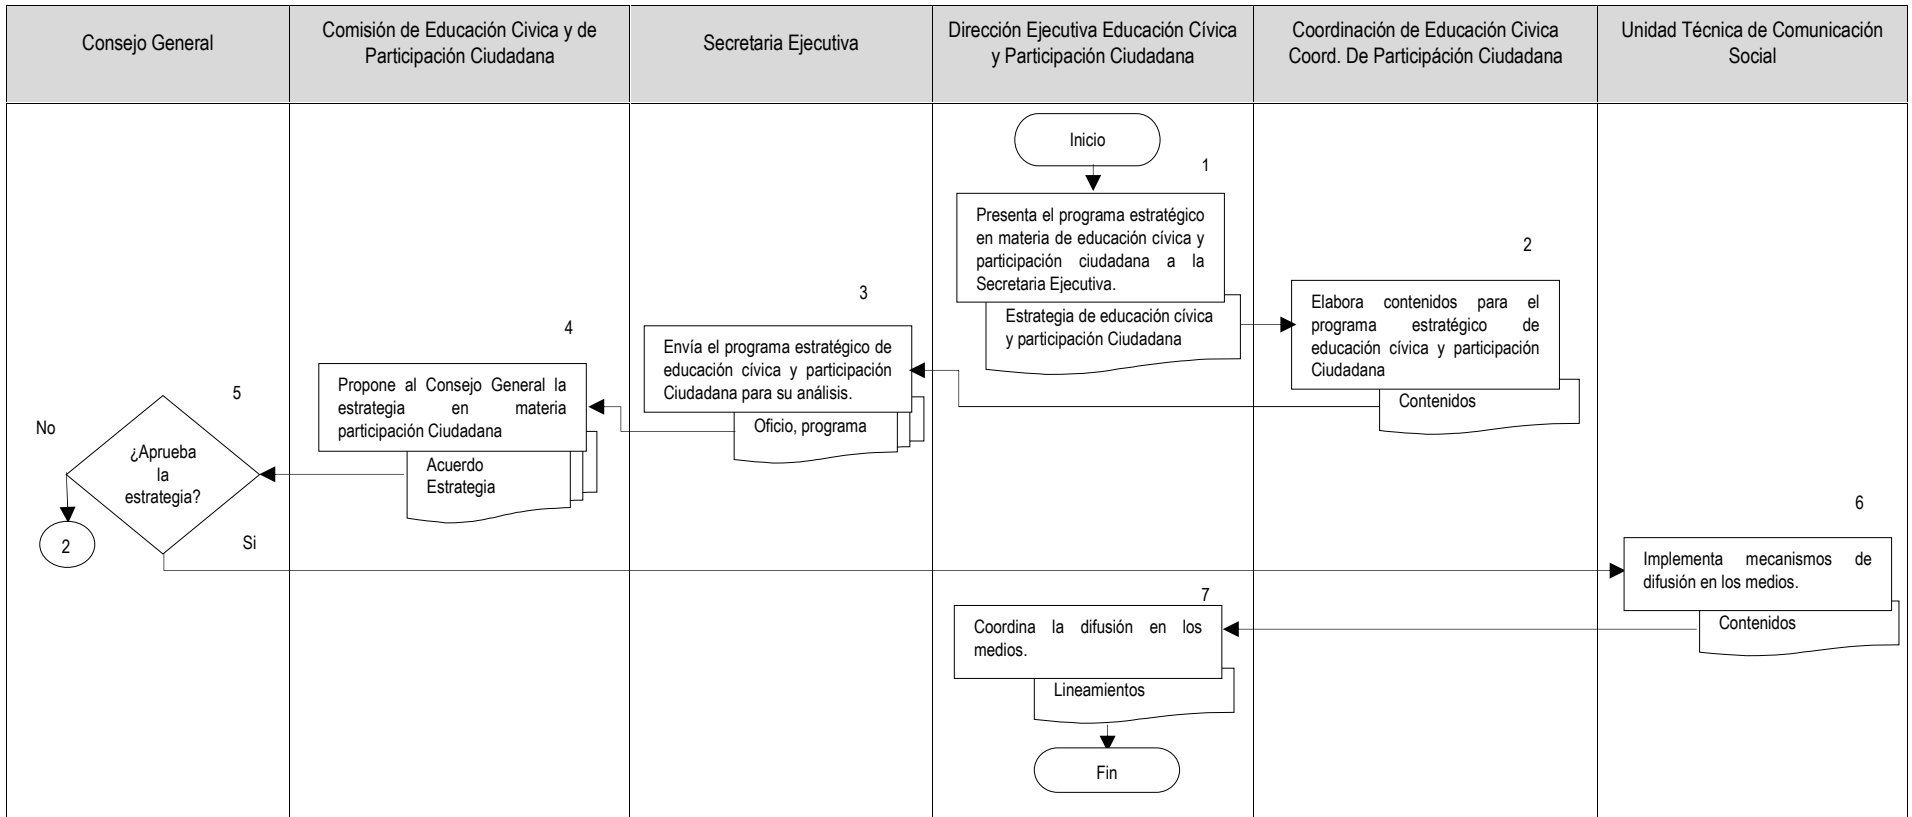 Consejo General
Comisión de Educación Civica y de
Participación Ciudadana
Secretaria Ejecutiva
Dirección Ejecutiva Educación Cívica
y Participación Ciudadana
Coordinación de Educación Civica
Coord. De Participáción Ciudadana
Unidad Técnica de Comunicación
Social
Inicio
1
Presenta el programa estratégico
en materia de educación cívica y
participación ciudadana a la
Secretaria Ejecutiva.
Estrategia de educación cívica
y participación Ciudadana
2
Elabora contenidos para el
programa estratégico de
educación cívica y participación
Ciudadana
Contenidos
3
Envía el programa estratégico de
educación cívica y participación
Ciudadana para su análisis.
Oficio, programa
4
Propone al Consejo General la
estrategia en materia
participación Ciudadana
Acuerdo
Estrategia
5
No
¿Aprueba
la
estrategia?
2
Si
6
Implementa mecanismos de
difusión en los medios.
Contenidos
7
Coordina la difusión en los
medios.
Lineamientos
Fin